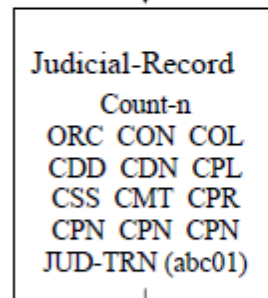 Judicial-Record
Count-n
ORC CON COL
CDD CDN CPL
CSS CMT CPR
CPN CPN CPN
JUD-TRN (abc01)